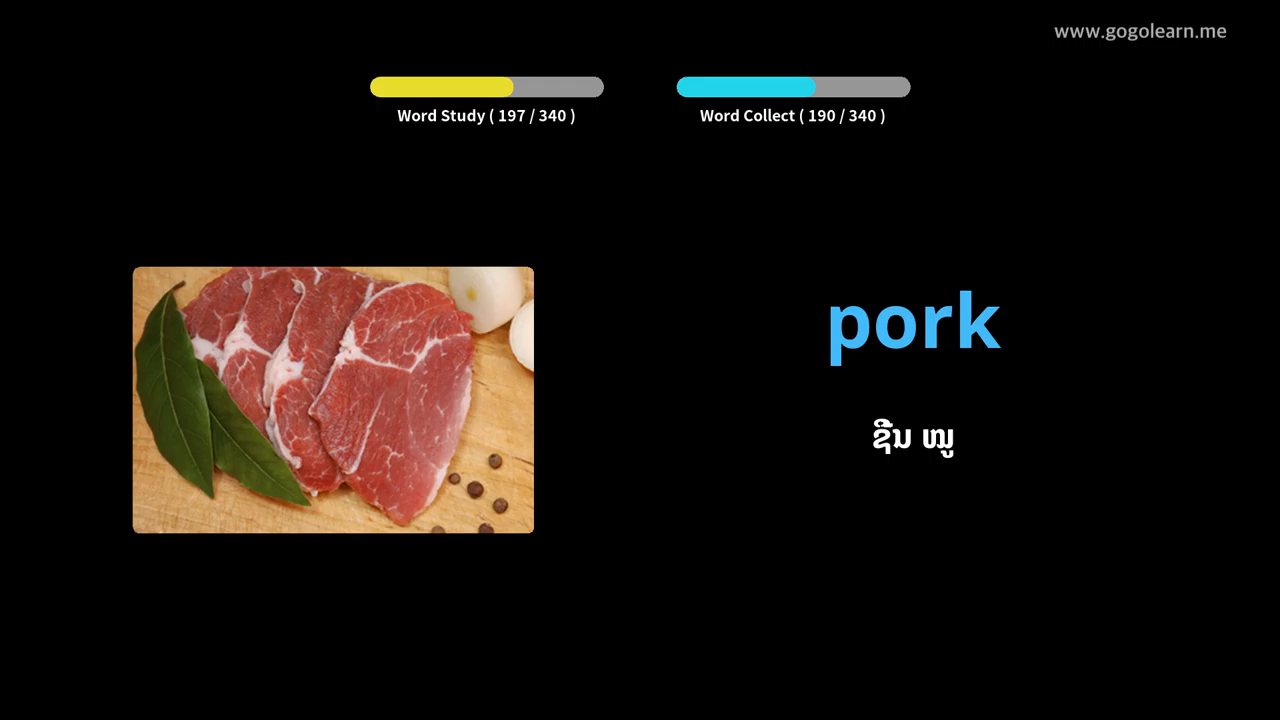 www.gogolearn.me
Word Study ( 197 / 340 )
Word Collect ( 190 / 340 )
pork
ຊີ້ນ ໝູ